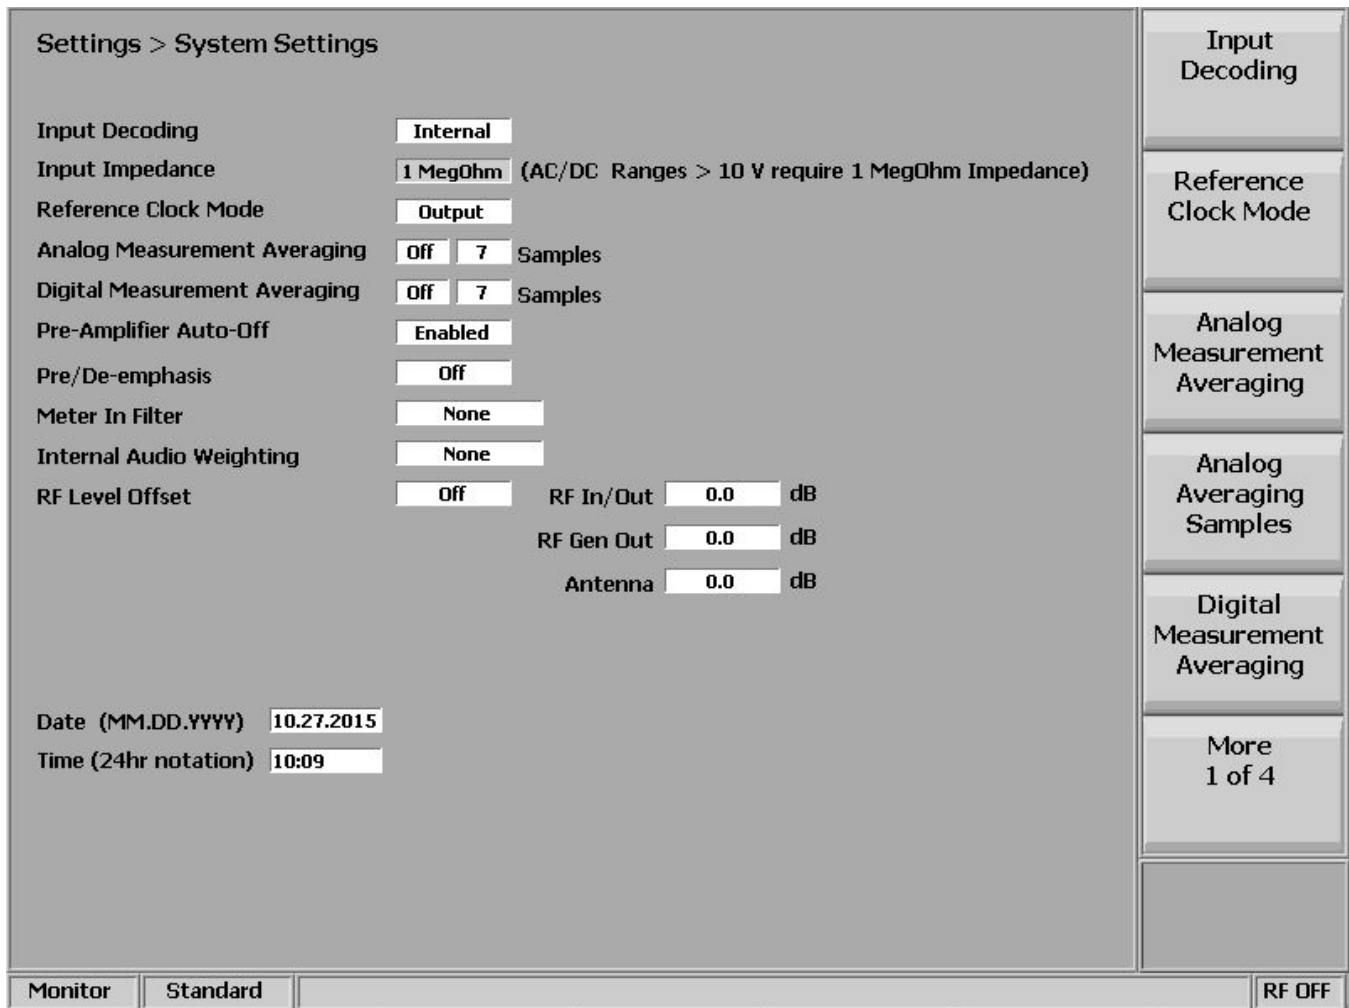 Settings > System Settings
Input Decoding Internal
Input Impedance 1 MegOhm (AC/DC Ranges > 10 V require 1 MegOhm Impedance)
Reference Clock Mode Output
Analog Measurement Averaging Off 7 Samples
Digital Measurement Averaging Off 7 Samples
Pre-Amplifier Auto-Off Enabled
Pre/De-emphasis Off
Meter In Filter None
Internal Audio Weighting None
RF Level Offset Off RF In/Out 0.0 dB
RF Gen Out 0.0 dB
Antenna 0.0 dB
Date (MM.DD.YYYY) 10.27.2015
Time (24hr notation) 10:09
Input
Decoding
Reference
Clock Mode
Analog
Measurement
Averaging
Analog
Averaging
Samples
Digital
Measurement
Averaging
More
1 of 4
Monitor Standard RF OFF